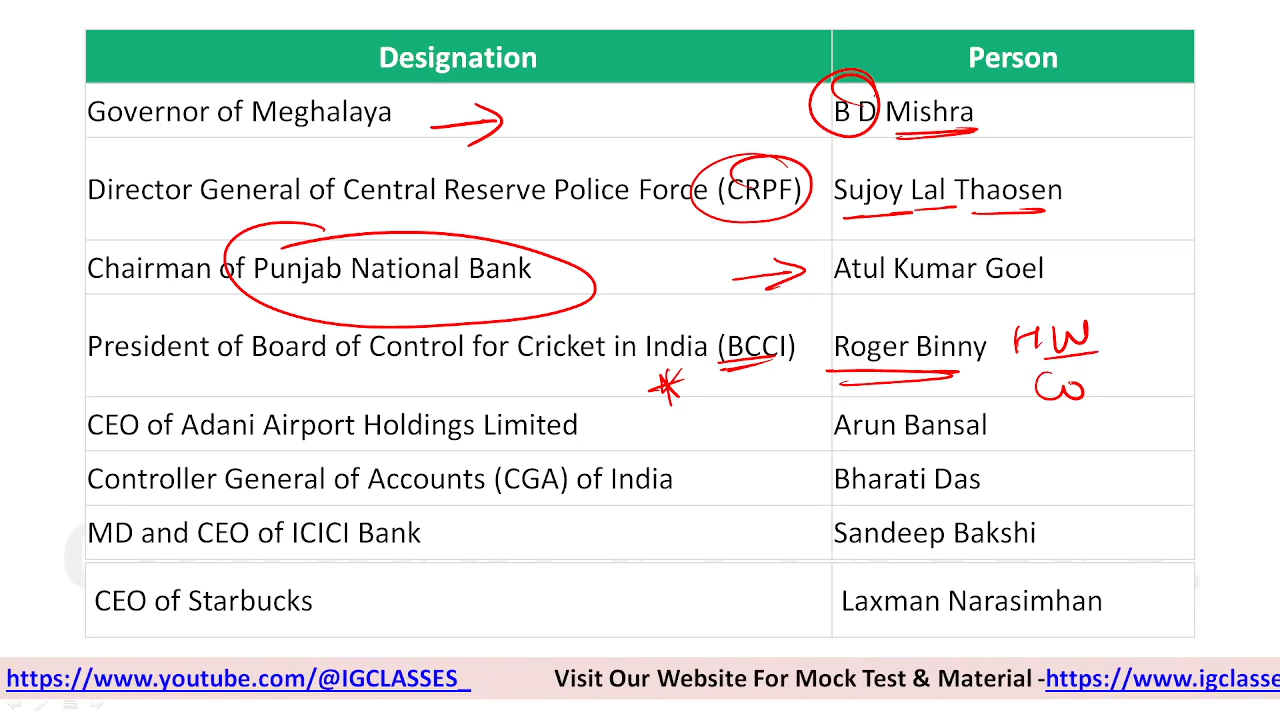 Designation Person
Governor of Meghalaya B D Mishra
Director General of Central Reserve Police Force (CRPF) Sujoy Lal Thaosen
Chairman of Punjab National Bank Atul Kumar Goel
President of Board of Control for Cricket in India (BCCI) Roger Binny HW
CEO of Adani Airport Holdings Limited Arun Bansal
Controller General of Accounts (CGA) of India Bharati Das
MD and CEO of ICICI Bank Sandeep Bakshi
CEO of Starbucks Laxman Narasimhan
https://www.youtube.com/@IGCLASSES_ Visit Our Website For Mock Test & Material -https://www.igclasse